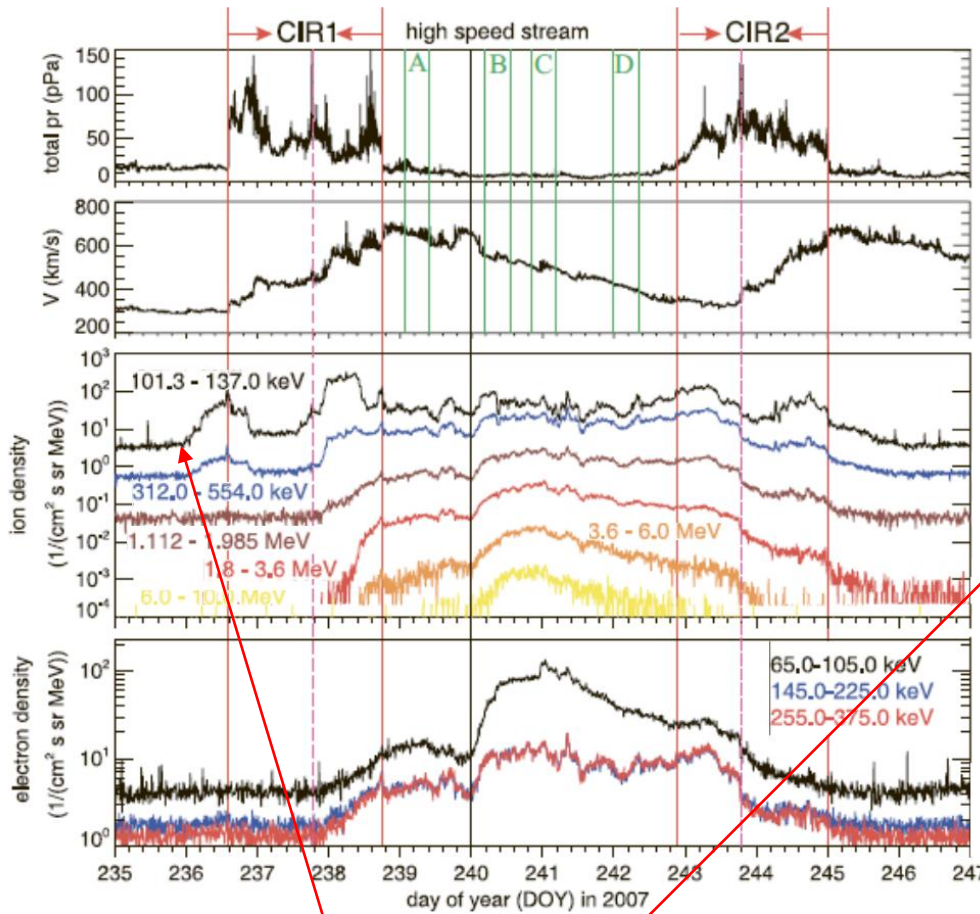 CIR1 high speed stream CIR2
A B C D
total pr (pPa)
150
100
50
0
V (km/s)
800
600
400
200
ion density
(1/(cm² s sr MeV))
10³
10²
10¹
10⁰
10⁻¹
10⁻²
10⁻³
10⁻⁴
101.3 - 137.0 keV
312.0 - 554.0 keV
1.112 - 1.985 MeV
1.8 - 3.6 MeV
3.6 - 6.0 MeV
electron density
(1/(cm² s sr MeV))
10²
10¹
10⁰
65.0-105.0 keV
145.0-225.0 keV
255.0-375.0 keV
235 236 237 238 239 240 241 242 243 244 245 246 247
day of year (DOY) in 2007